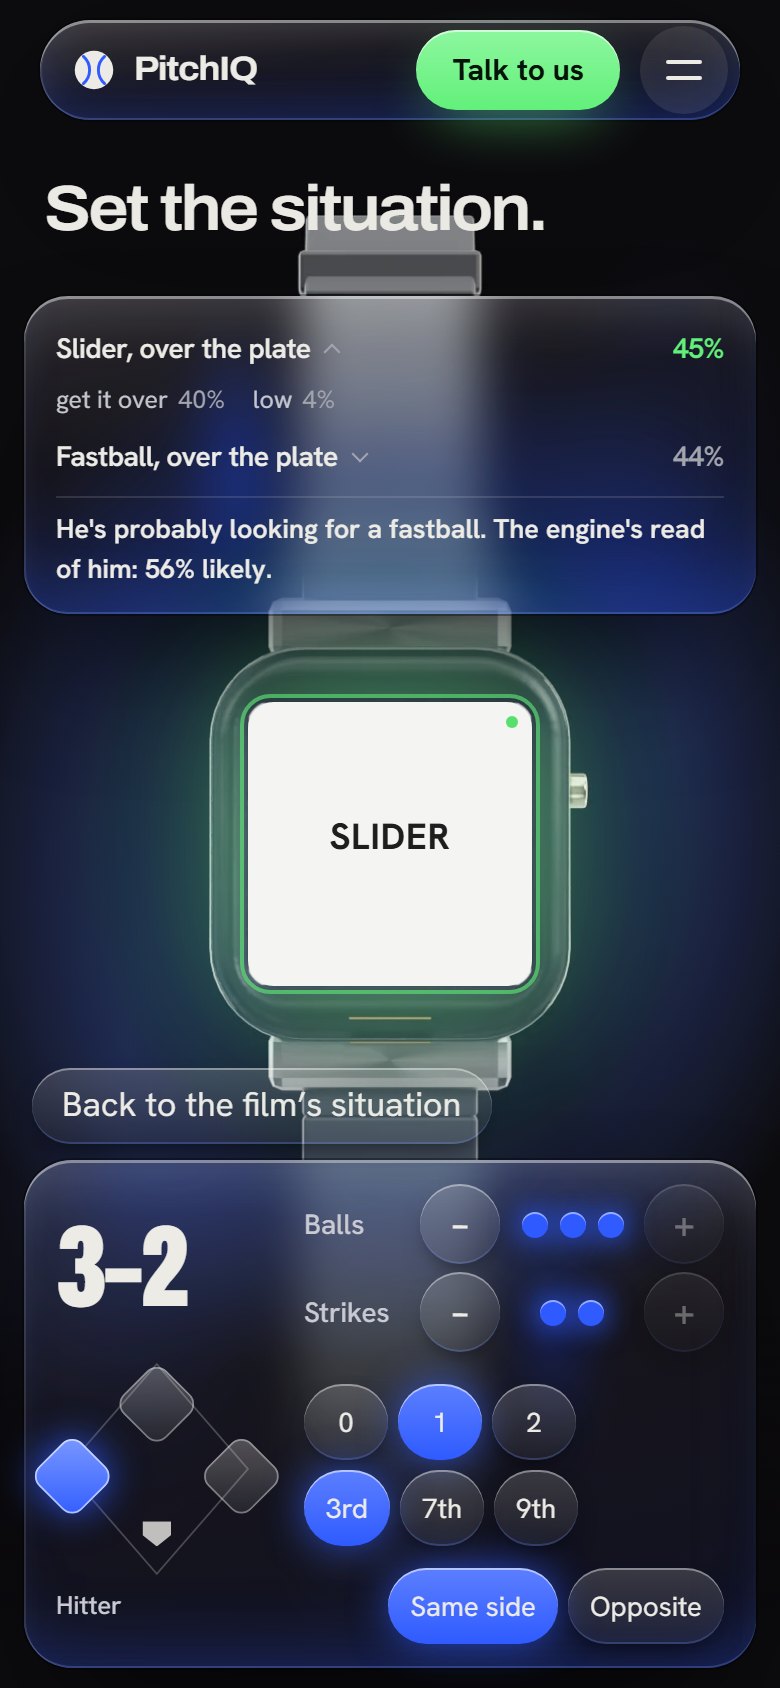 PitchIQ
Talk to us
Set the situation.
Slider, over the plate
45%
get it over 40% low 4%
Fastball, over the plate
44%
He's probably looking for a fastball. The engine's read
of him: 56% likely.
SLIDER
Back to the film’s situation
3–2
Balls
−
+
Strikes
−
+
0 1 2
3rd 7th 9th
Hitter
Same side Opposite